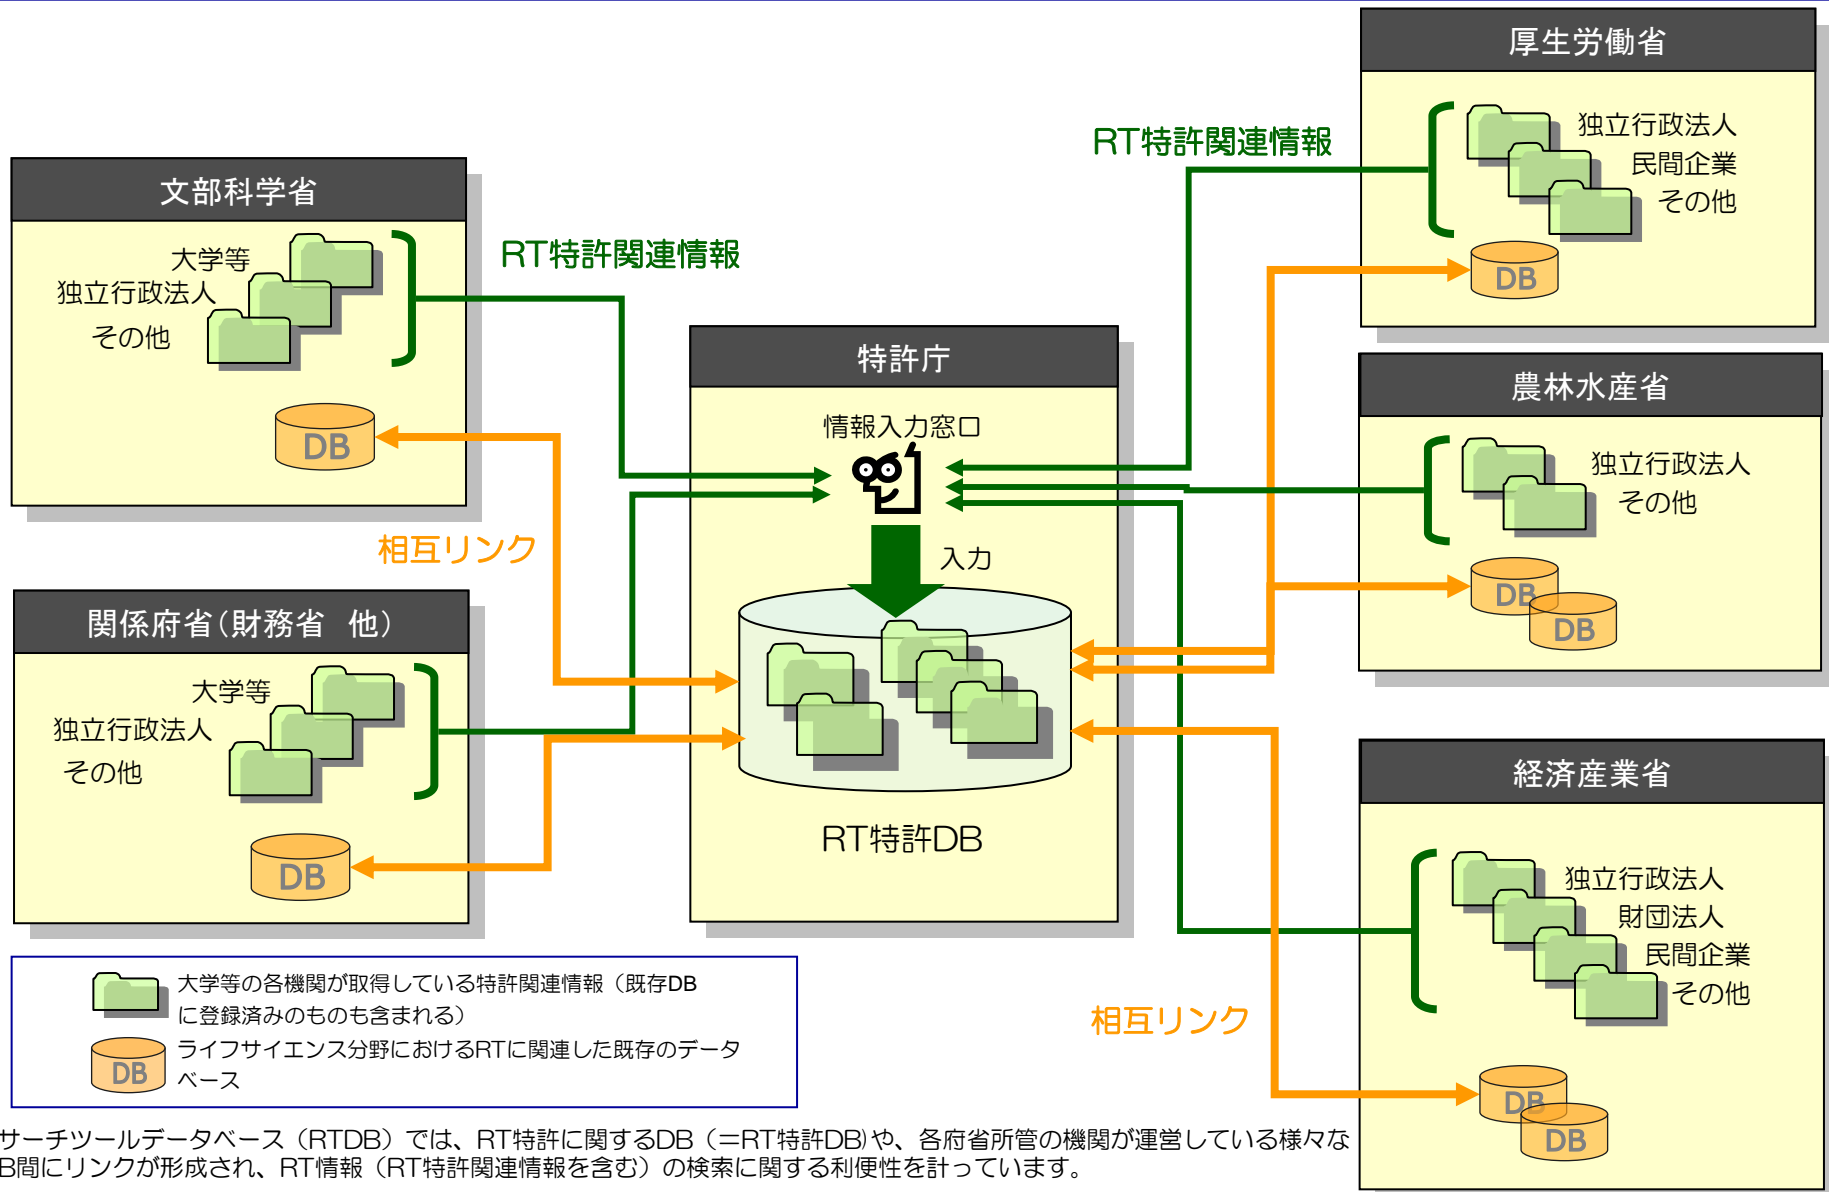 厚生労働省
独立行政法人
民間企業
その他
DB
RT特許関連情報
文部科学省
大学等
独立行政法人
その他
DB
RT特許関連情報
特許庁
情報入力窓口
入力
RT特許DB
農林水産省
独立行政法人
その他
DB
DB
相互リンク
関係府省（財務省　他）
大学等
独立行政法人
その他
DB
経済産業省
独立行政法人
財団法人
民間企業
その他
DB
DB
相互リンク
大学等の各機関が取得している特許関連情報（既存DB
に登録済みのものも含まれる）
DB
ライフサイエンス分野におけるRTに関連した既存のデータ
ベース
サーチツールデータベース（RTDB）では、RT特許に関するDB（＝RT特許DB)や、各府省所管の機関が運営している様々な
B間にリンクが形成され、RT情報（RT特許関連情報を含む）の検索に関する利便性を計っています。